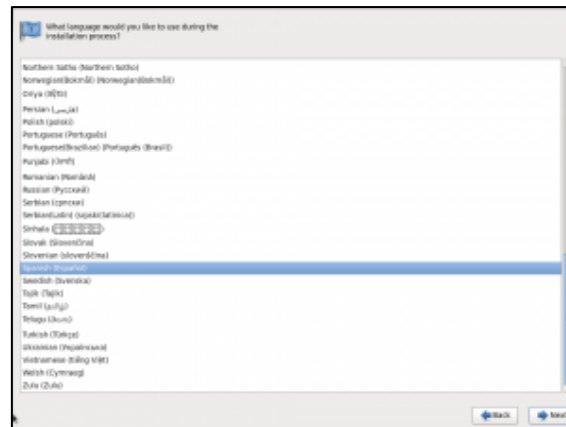 What language would you like to use during the
installation process?
Northern Sotho (Northern Sotho)
Norwegian(Bokmål) (Norwegian(Bokmål))
Oriya (ଓଡ଼ିଆ)
Persian (فارسی)
Polish (polski)
Portuguese (Português)
Portuguese(Brazilian) (Português (Brasil))
Punjabi (ਪੰਜਾਬੀ)
Romanian (Română)
Russian (Русский)
Serbian (српски)
Serbian(Latin) (srpski(latinica))
Sinhala
Slovak (Slovenčina)
Slovenian (slovenščina)
Spanish (Español)
Swedish (Svenska)
Tajik (Tajik)
Tamil (தமிழ்)
Telugu (తెలుగు)
Turkish (Türkçe)
Ukrainian (Українська)
Vietnamese (Tiếng Việt)
Welsh (Cymraeg)
Zulu (Zulu)
Back
Next